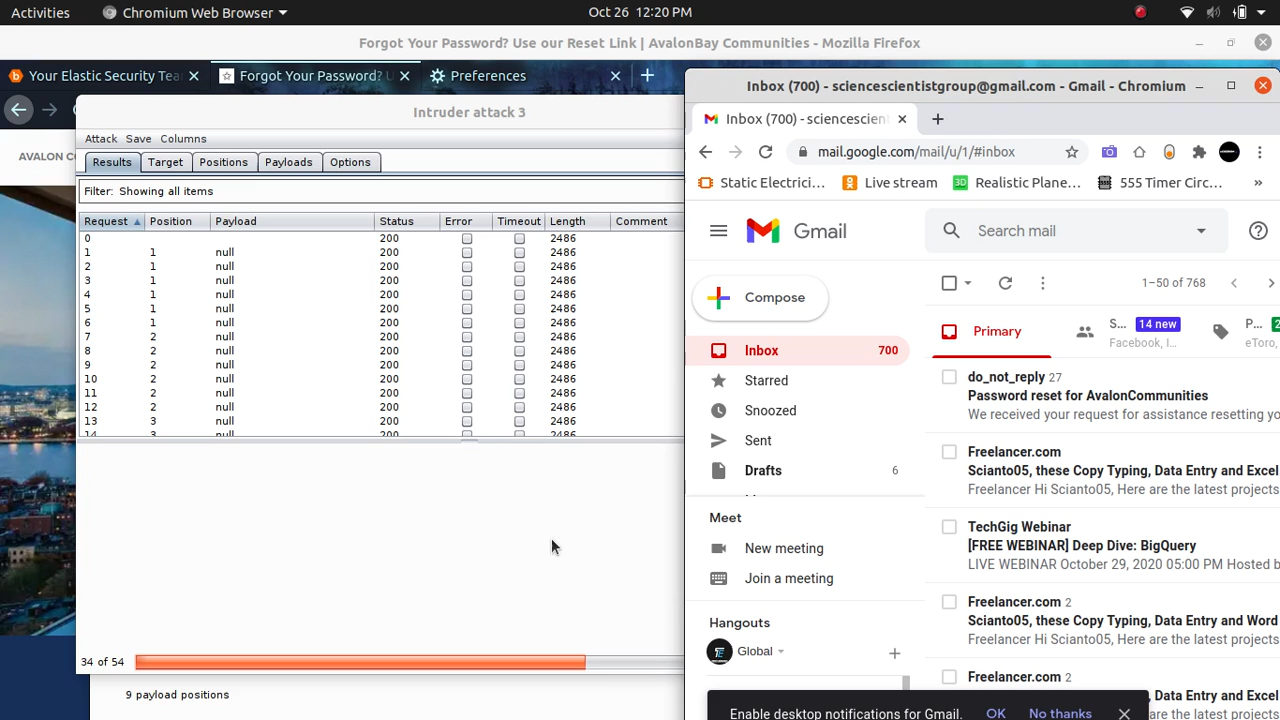 Activities
Chromium Web Browser
Oct 26 12:20 PM
Forgot Your Password? Use our Reset Link | AvalonBay Communities - Mozilla Firefox
Your Elastic Security Tea
Forgot Your Password? U
Preferences
AVALON CO
Intruder attack 3
Attack Save Columns
Results Target Positions Payloads Options
Filter: Showing all items
Request Position Payload Status Error Timeout Length Comment
0 200 2486
1 1 null 200 2486
2 1 null 200 2486
3 1 null 200 2486
4 1 null 200 2486
5 1 null 200 2486
6 1 null 200 2486
7 2 null 200 2486
8 2 null 200 2486
9 2 null 200 2486
10 2 null 200 2486
11 2 null 200 2486
12 2 null 200 2486
13 3 null 200 2486
14 3 null 200 2486
34 of 54
9 payload positions
Inbox (700) - sciencescientistgroup@gmail.com - Gmail - Chromium
Inbox (700) - sciencescien
mail.google.com/mail/u/1/#inbox
Static Electrici... Live stream Realistic Plane... 555 Timer Circ... »
Gmail
Search mail
Compose
1–50 of 768
Inbox 700
Starred
Snoozed
Sent
Drafts 6
Meet
New meeting
Join a meeting
Hangouts
Global
Primary
S... 14 new
Facebook, I...
P... 2
eToro,
do_not_reply 27
Password reset for AvalonCommunities
We received your request for assistance resetting yo
Freelancer.com
Scianto05, these Copy Typing, Data Entry and Excel
Freelancer Hi Scianto05, Here are the latest projects
TechGig Webinar
[FREE WEBINAR] Deep Dive: BigQuery
LIVE WEBINAR October 29, 2020 05:00 PM Hosted b
Freelancer.com 2
Scianto05, these Copy Typing, Data Entry and Word
Freelancer Hi Scianto05, Here are the latest projects
Freelancer.com 2
a Entry and Excel
e latest projects
Enable desktop notifications for Gmail. OK No thanks